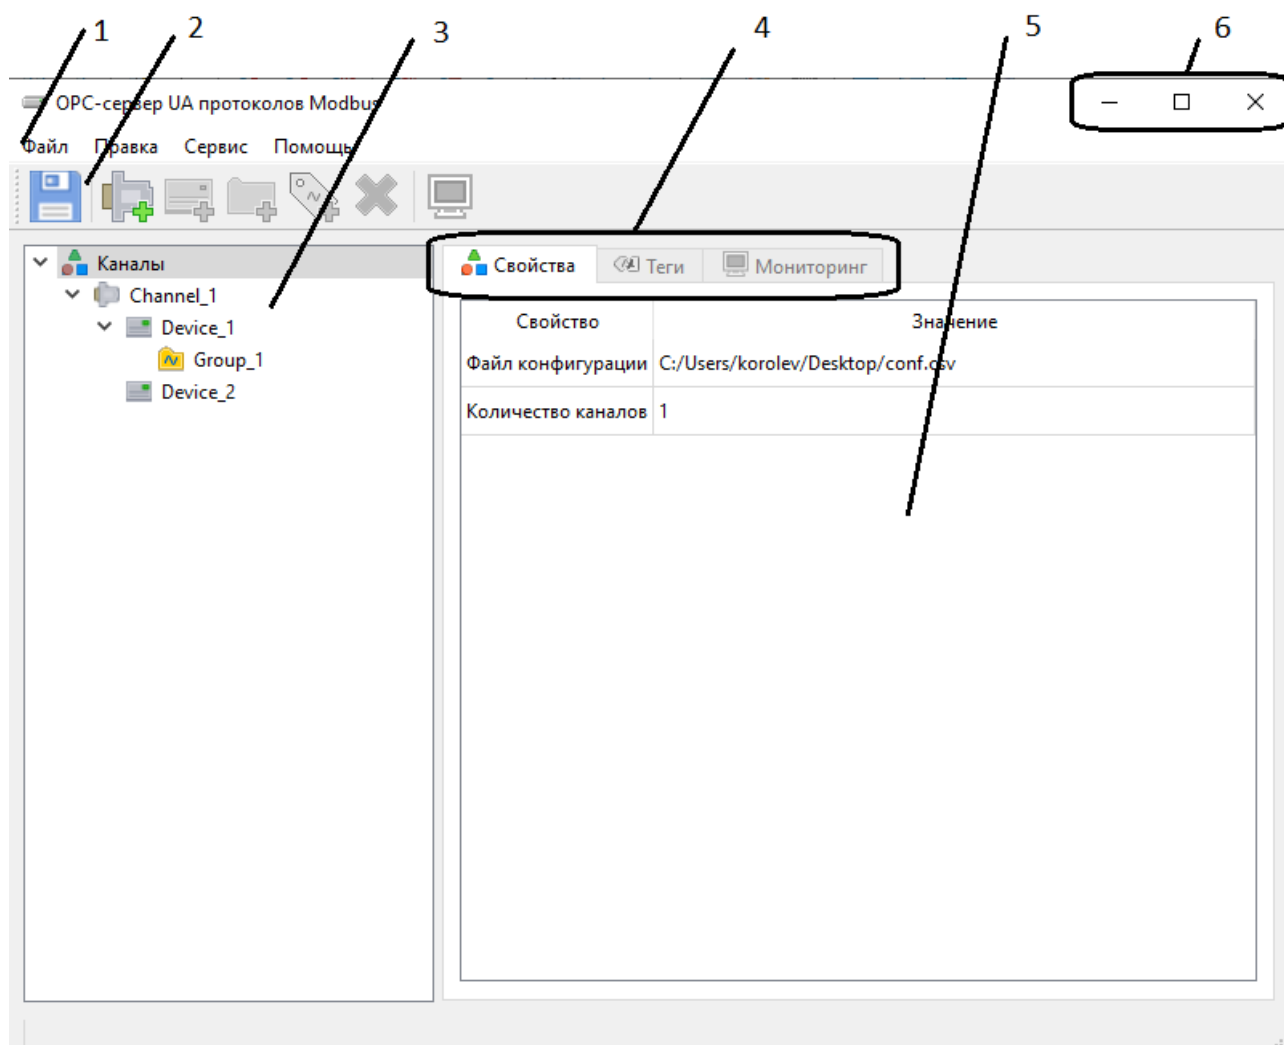 1 2 3 4 5 6
OPC-сервер UA протоколов Modbus
Файл Правка Сервис Помощь
Каналы
Channel_1
Device_1
Group_1
Device_2
Свойства Теги Мониторинг
Свойство Значение
Файл конфигурации C:/Users/korolev/Desktop/conf.csv
Количество каналов 1